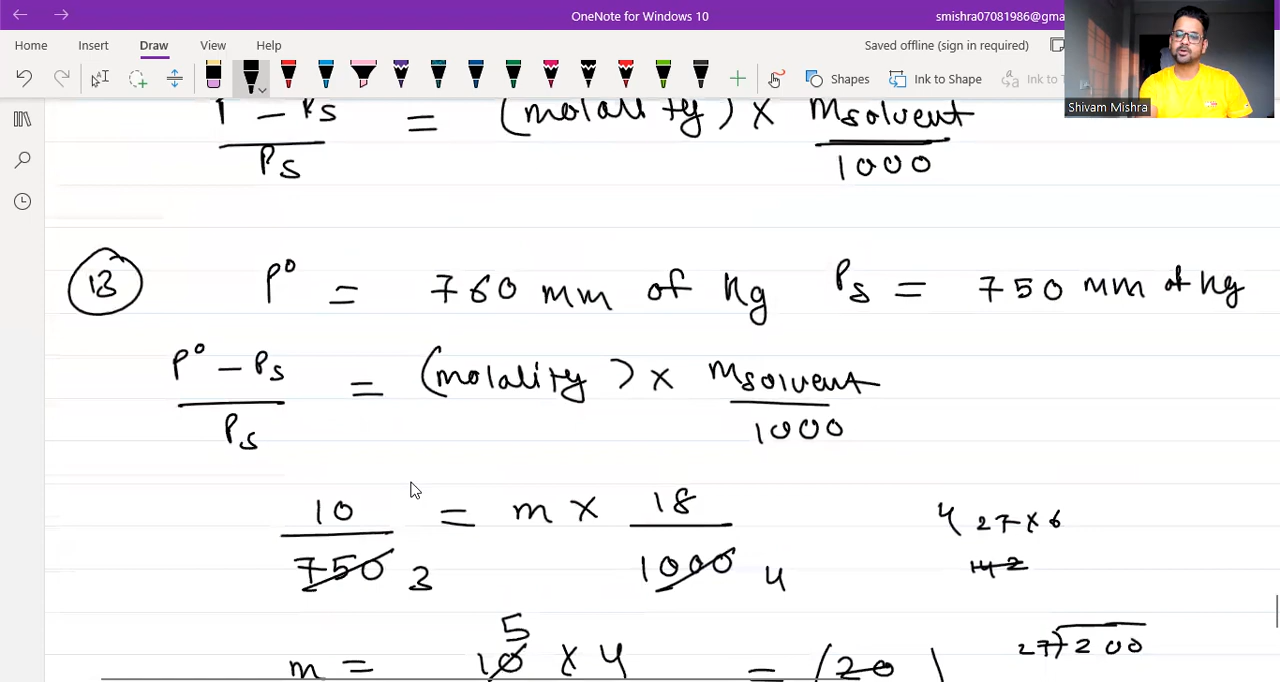 OneNote for Windows 10
smishra07081986@gma
Home Insert Draw View Help
Saved offline (sign in required)
Shapes Ink to Shape Ink to
Shivam Mishra
P - Ps / Ps = (molality) × Msolvent / 1000
13 P° = 760 mm of Hg Ps = 750 mm of Hg
P° - Ps / Ps = (molality) × Msolvent / 1000
10 / 750 3 = m × 18 / 1000 4
4 27×6
142
5
m = 10 × 4 = (20)
27)200